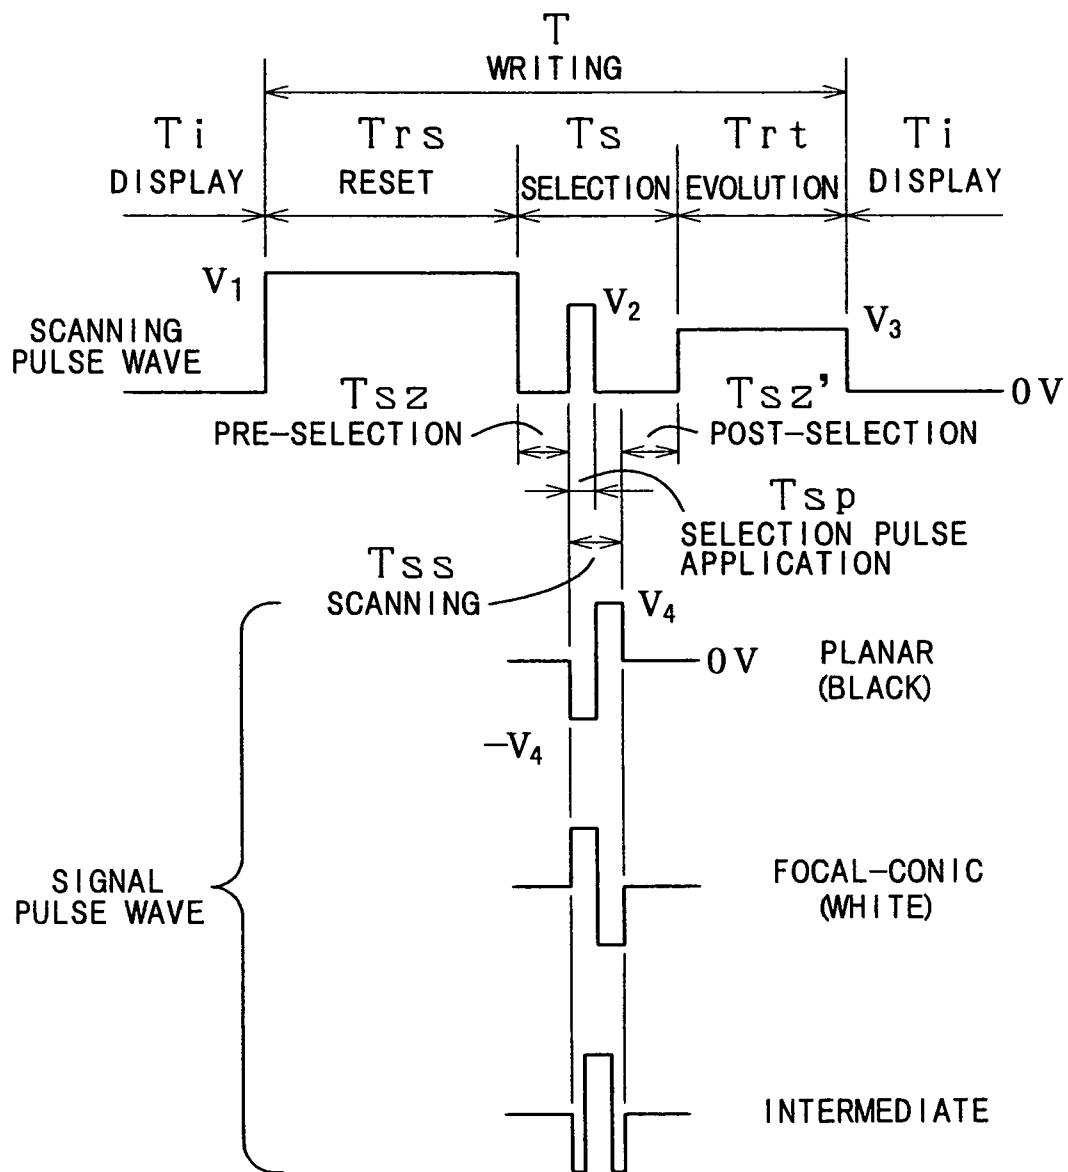 T
WRITING
Ti Trs Ts Trt Ti
DISPLAY RESET SELECTION EVOLUTION DISPLAY
V1
V2
V3
SCANNING
PULSE WAVE
0V
Tsz Tsz'
PRE-SELECTION POST-SELECTION
Tsp
SELECTION PULSE
APPLICATION
Tss
SCANNING
V4
0V
PLANAR
(BLACK)
-V4
SIGNAL
PULSE WAVE
FOCAL-CONIC
(WHITE)
INTERMEDIATE